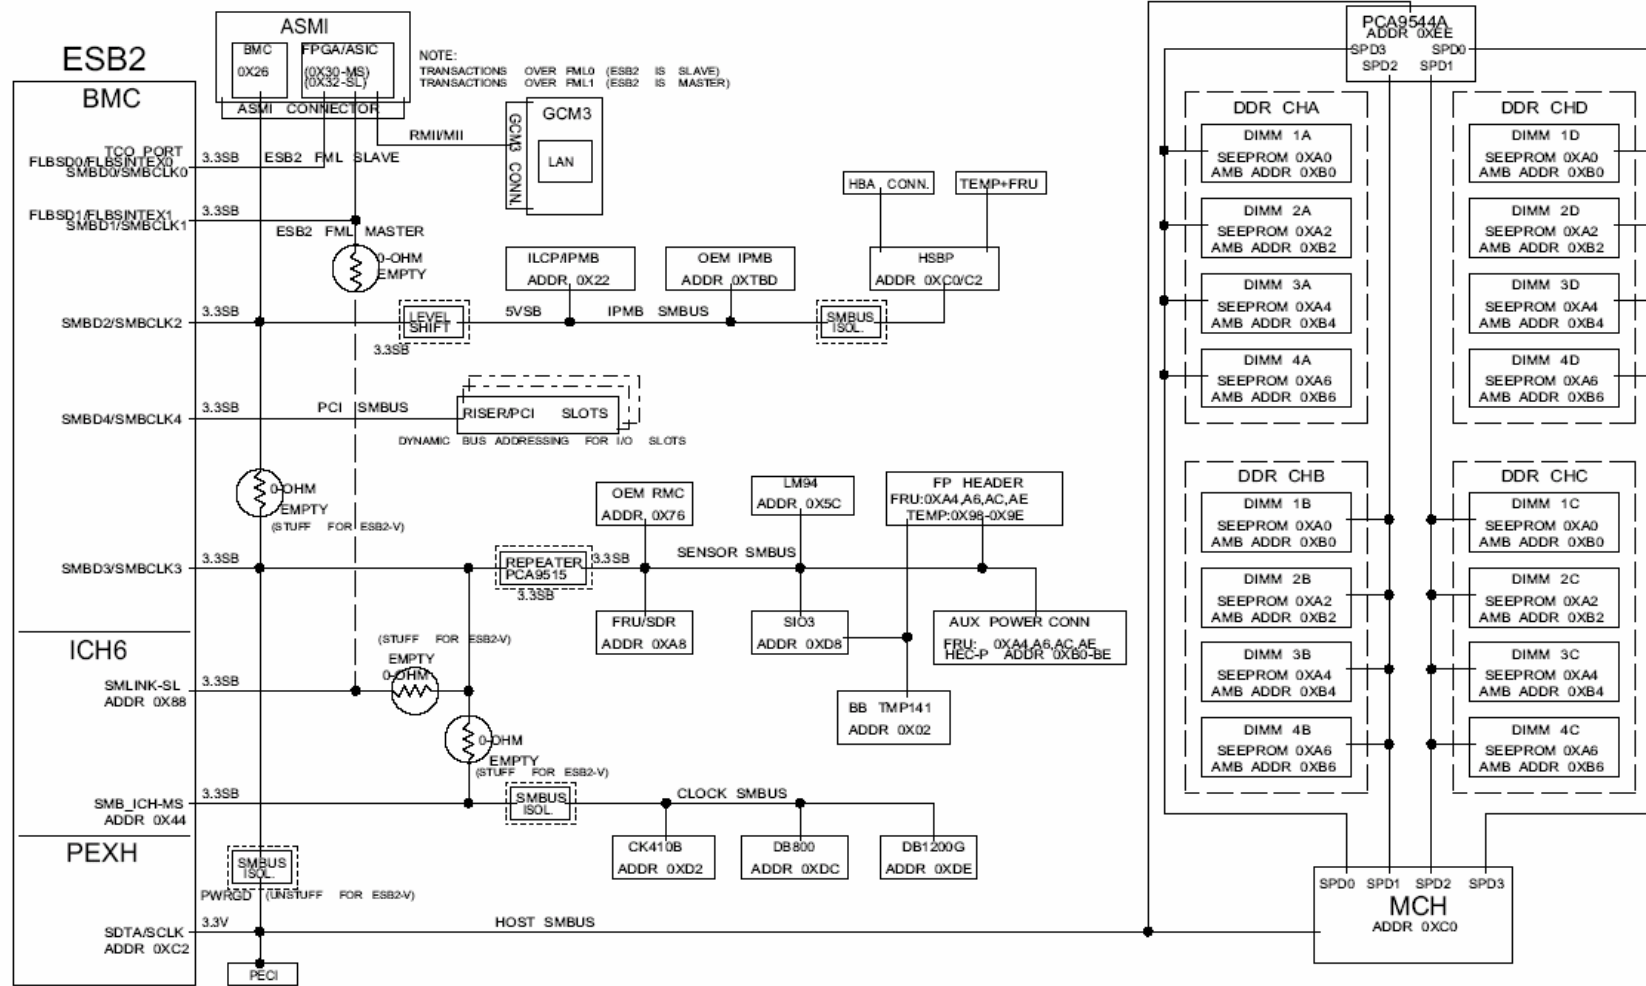 ESB2
BMC
TCO PORT
FLBSD0/FLBSINTEX0
SMBD0/SMBCLK0
FLBSD1/FLBSINTEX1
SMBD1/SMBCLK1
SMBD2/SMBCLK2
SMBD4/SMBCLK4
SMBD3/SMBCLK3
ICH6
SMLINK-SL
ADDR 0X88
SMB_ICH-MS
ADDR 0X44
PEXH
SDTA/SCLK
ADDR 0XC2
ASMI
BMC
0X26
FPGA/ASIC
(0X30-MS)
(0X32-SL)
ASMI CONNECTOR
NOTE:
TRANSACTIONS OVER FML0 (ESB2 IS SLAVE)
TRANSACTIONS OVER FML1 (ESB2 IS MASTER)
RMII/MII
GCM3 CONN.
GCM3
LAN
3.3SB
ESB2 FML SLAVE
3.3SB
ESB2 FML MASTER
0-OHM
EMPTY
HBA CONN.
TEMP+FRU
ILCP/IPMB
ADDR 0X22
OEM IPMB
ADDR 0XTBD
HSBP
ADDR 0XC0/C2
3.3SB
LEVEL
SHIFT
3.3SB
5VSB
IPMB SMBUS
SMBUS
ISOL.
3.3SB
PCI SMBUS
RISER/PCI SLOTS
DYNAMIC BUS ADDRESSING FOR I/O SLOTS
0-OHM
EMPTY
(STUFF FOR ESB2-V)
OEM RMC
ADDR 0X76
LM94
ADDR 0X5C
FP HEADER
FRU:0XA4,A6,AC,AE
TEMP:0X98-0X9E
3.3SB
REPEATER
PCA9515
3.3SB
3.3SB
SENSOR SMBUS
FRU/SDR
ADDR 0XA8
SIO3
ADDR 0XD8
AUX POWER CONN
FRU: 0XA4,A6,AC,AE
HEC-P ADDR 0XB0-BE
(STUFF FOR ESB2-V)
EMPTY
0-OHM
3.3SB
BB TMP141
ADDR 0X02
0-OHM
EMPTY
(STUFF FOR ESB2-V)
3.3SB
SMBUS
ISOL.
CLOCK SMBUS
CK410B
ADDR 0XD2
DB800
ADDR 0XDC
DB1200G
ADDR 0XDE
SMBUS
ISOL.
PWRGD (UNSTUFF FOR ESB2-V)
3.3V
HOST SMBUS
PECI
PCA9544A
ADDR 0XEE
SPD3 SPD0
SPD2 SPD1
DDR CHA
DIMM 1A
SEEPROM 0XA0
AMB ADDR 0XB0
DIMM 2A
SEEPROM 0XA2
AMB ADDR 0XB2
DIMM 3A
SEEPROM 0XA4
AMB ADDR 0XB4
DIMM 4A
SEEPROM 0XA6
AMB ADDR 0XB6
DDR CHD
DIMM 1D
SEEPROM 0XA0
AMB ADDR 0XB0
DIMM 2D
SEEPROM 0XA2
AMB ADDR 0XB2
DIMM 3D
SEEPROM 0XA4
AMB ADDR 0XB4
DIMM 4D
SEEPROM 0XA6
AMB ADDR 0XB6
DDR CHB
DIMM 1B
SEEPROM 0XA0
AMB ADDR 0XB0
DIMM 2B
SEEPROM 0XA2
AMB ADDR 0XB2
DIMM 3B
SEEPROM 0XA4
AMB ADDR 0XB4
DIMM 4B
SEEPROM 0XA6
AMB ADDR 0XB6
DDR CHC
DIMM 1C
SEEPROM 0XA0
AMB ADDR 0XB0
DIMM 2C
SEEPROM 0XA2
AMB ADDR 0XB2
DIMM 3C
SEEPROM 0XA4
AMB ADDR 0XB4
DIMM 4C
SEEPROM 0XA6
AMB ADDR 0XB6
SPD0 SPD1 SPD2 SPD3
MCH
ADDR 0XC0